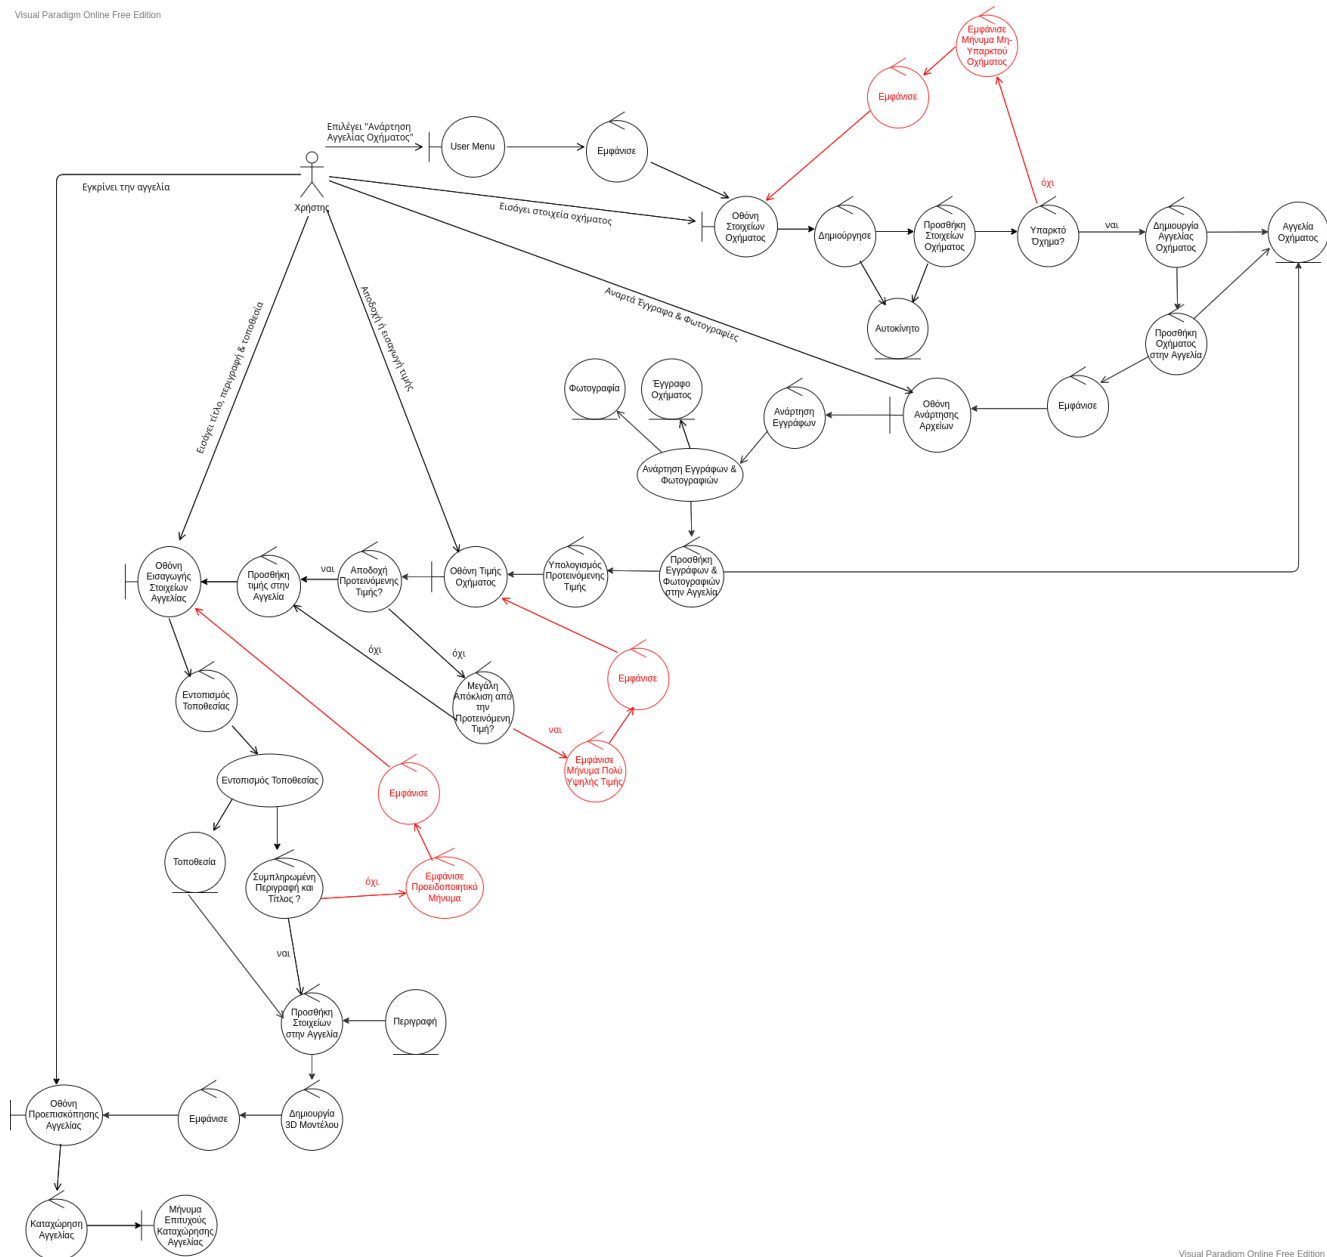 Visual Paradigm Online Free Edition
Εμφάνισε
Μήνυμα Μη-
Υπαρκτού
Οχήματος
Εμφάνισε
Επιλέγει "Ανάρτηση
Αγγελίας Οχήματος"
User Menu
Εμφάνισε
Εγκρίνει την αγγελία
Χρήστης
όχι
Εισάγει στοιχεία οχήματος
Οθόνη
Στοιχείων
Οχήματος
Δημιούργησε
Προσθήκη
Στοιχείων
Οχήματος
Υπαρκτό
Όχημα?
ναι
Δημιουργία
Αγγελίας
Οχήματος
Αγγελία
Οχήματος
Αυτοκίνητο
Προσθήκη
Οχήματος
στην Αγγελία
Εισάγει τίτλο, περιγραφή & τοποθεσία
Αποδοχή ή εισαγωγή τιμής
Αναρτά Έγγραφα & Φωτογραφίες
Φωτογραφία
Έγγραφο
Οχήματος
Ανάρτηση
Εγγράφων
Οθόνη
Ανάρτησης
Αρχείων
Εμφάνισε
Ανάρτηση Εγγράφων &
Φωτογραφιών
Οθόνη
Εισαγωγής
Στοιχείων
Αγγελίας
Προσθήκη
τιμής στην
Αγγελία
ναι
Αποδοχή
Προτεινόμενης
Τιμής?
Οθόνη Τιμής
Οχήματος
Υπολογισμός
Προτεινόμενης
Τιμής
Προσθήκη
Εγγράφων &
Φωτογραφιών
στην Αγγελία
όχι
όχι
Εντοπισμός
Τοποθεσίας
Μεγάλη
Απόκλιση από
την
Προτεινόμενη
Τιμή?
Εμφάνισε
ναι
Εμφάνισε
Μήνυμα Πολύ
Υψηλής Τιμής
Εντοπισμός Τοποθεσίας
Εμφάνισε
Τοποθεσία
Συμπληρωμένη
Περιγραφή και
Τίτλος ?
όχι
Εμφάνισε
Προειδοποιητικό
Μήνυμα
ναι
Προσθήκη
Στοιχείων
στην Αγγελία
Περιγραφή
Οθόνη
Προεπισκόπησης
Αγγελίας
Εμφάνισε
Δημιουργία
3D Μοντέλου
Καταχώρηση
Αγγελίας
Μήνυμα
Επιτυχούς
Καταχώρησης
Αγγελίας
Visual Paradigm Online Free Edition